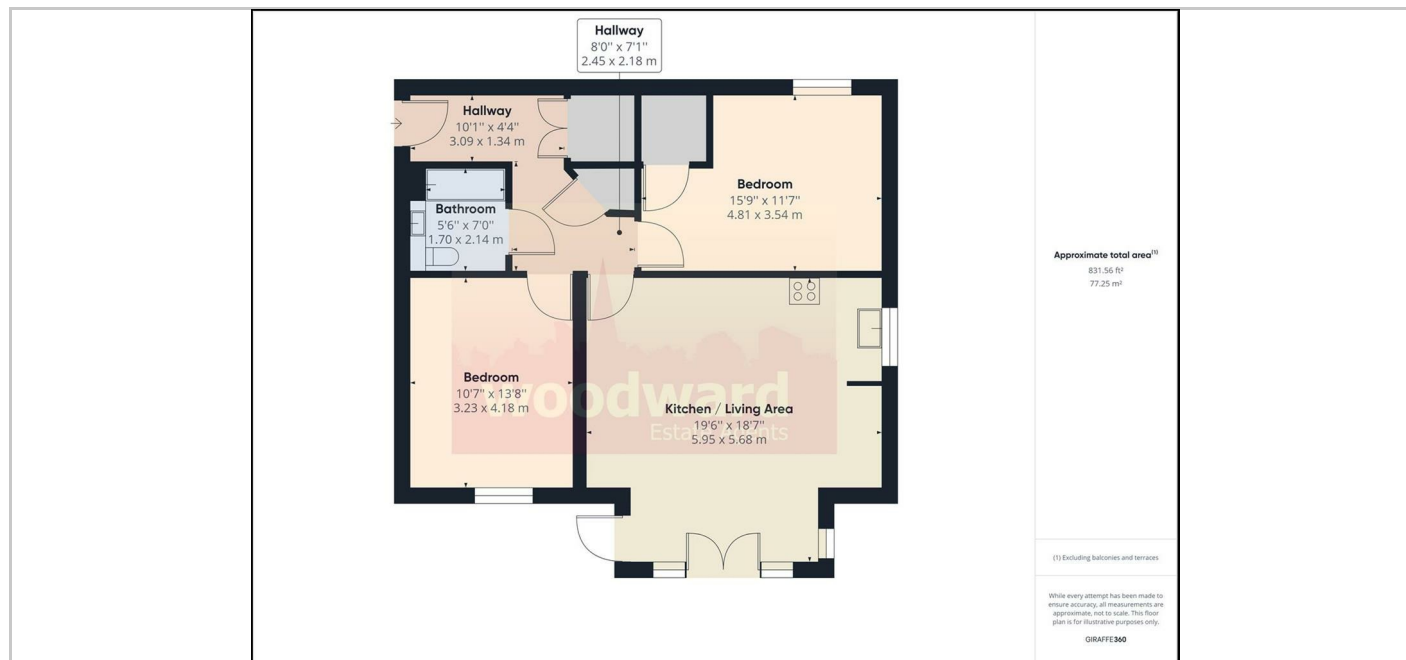 Hallway
8'0'' x 7'1''
2.45 x 2.18 m
Hallway
10'1'' x 4'4''
3.09 x 1.34 m
Bathroom
5'6'' x 7'0''
1.70 x 2.14 m
Bedroom
15'9'' x 11'7''
4.81 x 3.54 m
Bedroom
10'7'' x 13'8''
3.23 x 4.18 m
Kitchen / Living Area
19'6'' x 18'7''
5.95 x 5.68 m
woodward
Estate Agents
Approximate total area(1)
831.56 ft²
77.25 m²
(1) Excluding balconies and terraces
While every attempt has been made to
ensure accuracy, all measurements are
approximate, not to scale. This floor
plan is for illustrative purposes only.
GIRAFFE360